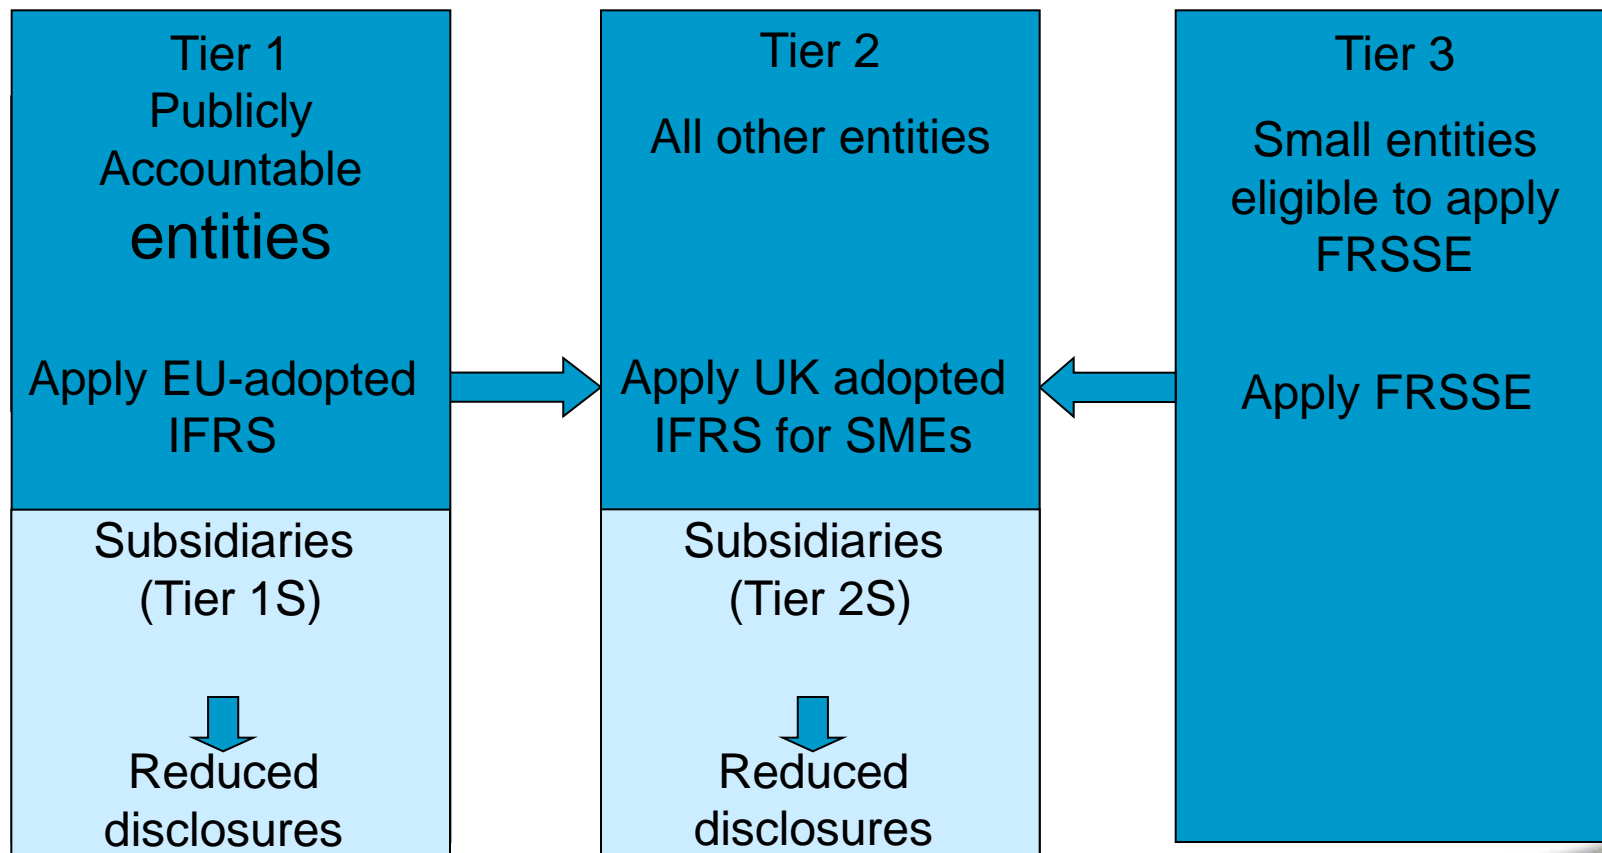 Tier 1
Publicly
Accountable
entities
Apply EU-adopted
IFRS
Subsidiaries
(Tier 1S)
Reduced
disclosures
Tier 2
All other entities
Apply UK adopted
IFRS for SMEs
Subsidiaries
(Tier 2S)
Reduced
disclosures
Tier 3
Small entities
eligible to apply
FRSSE
Apply FRSSE